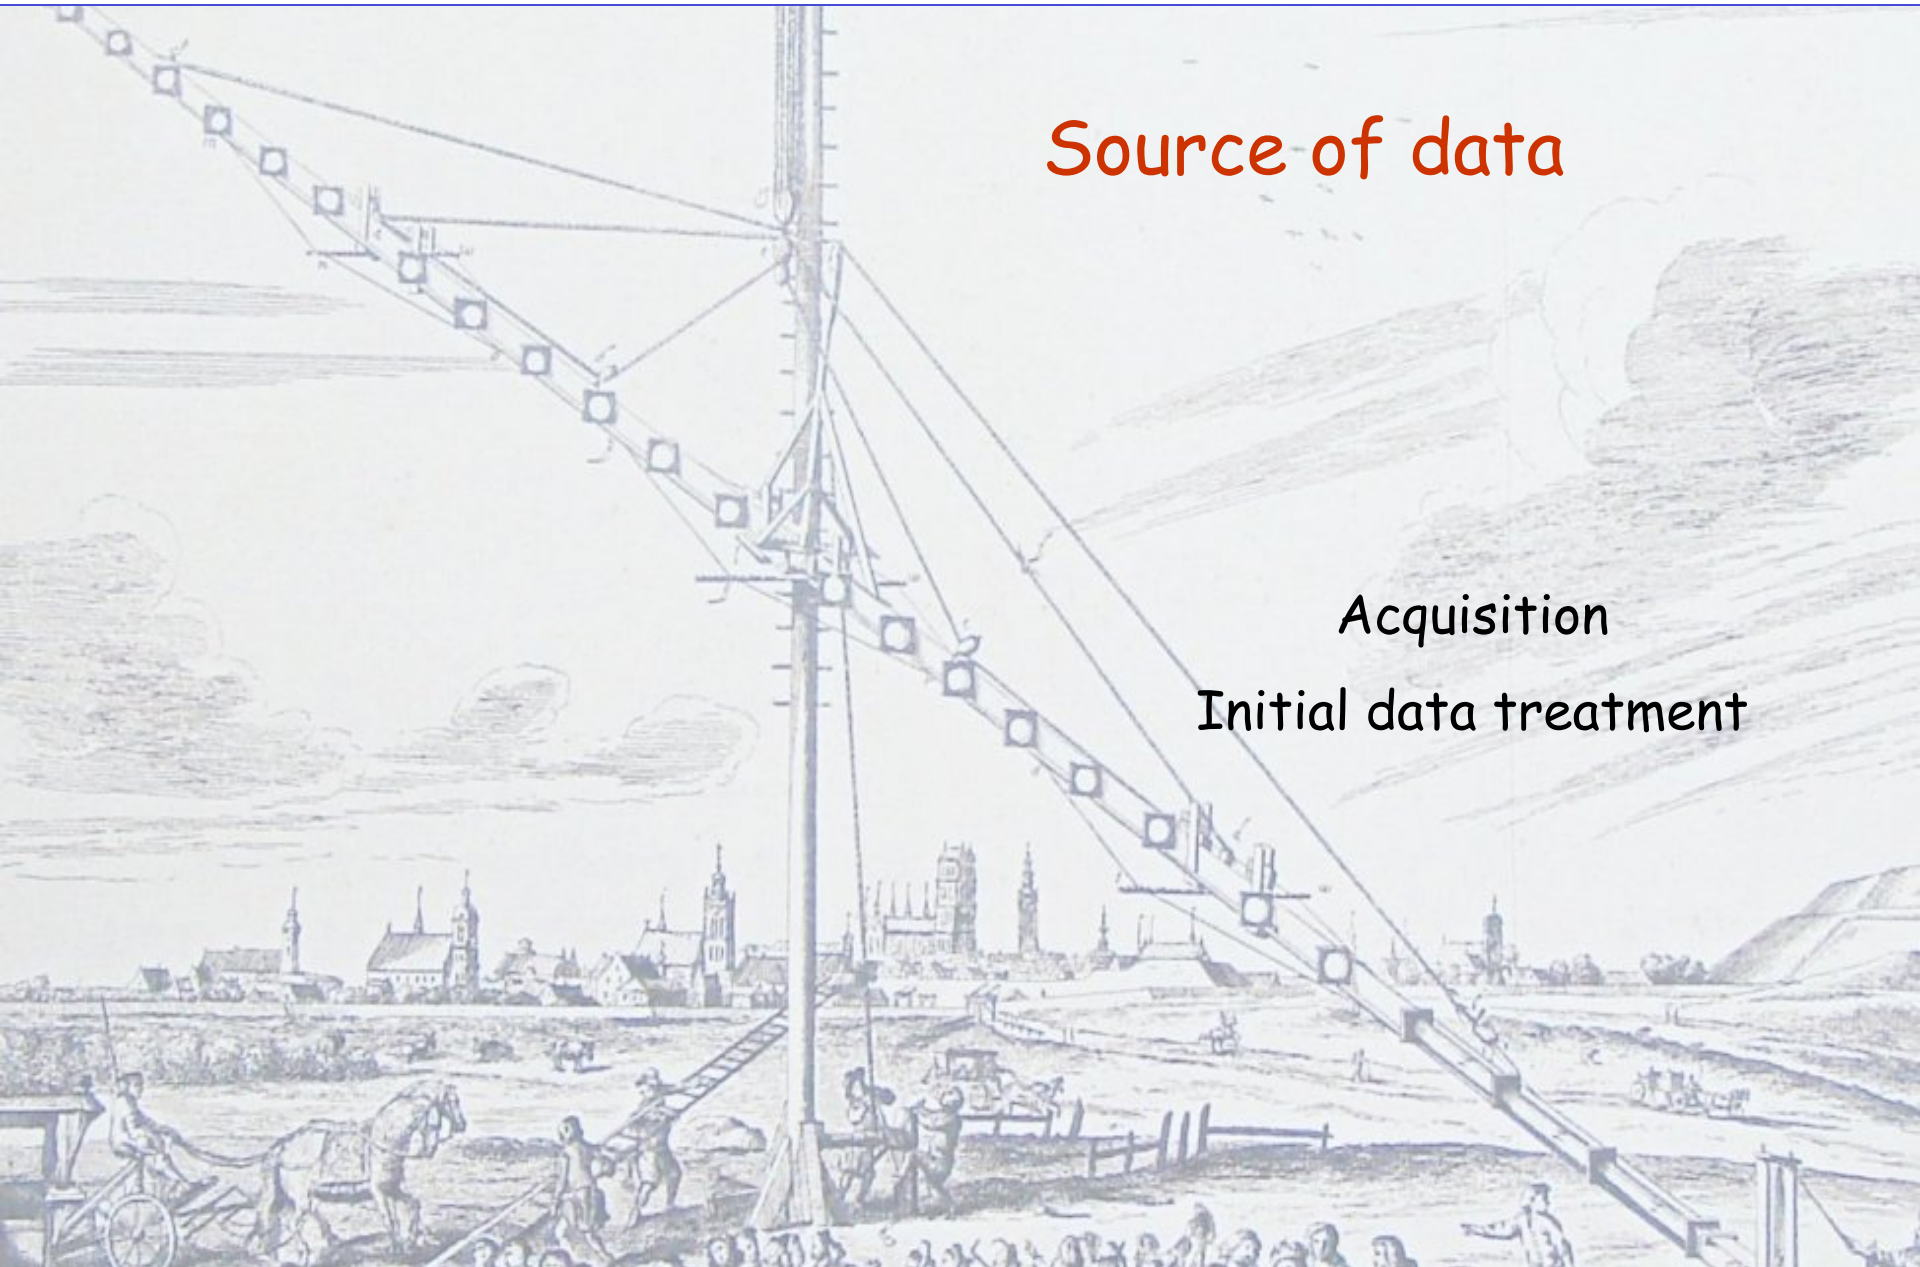 Source of data
Acquisition
Initial data treatment